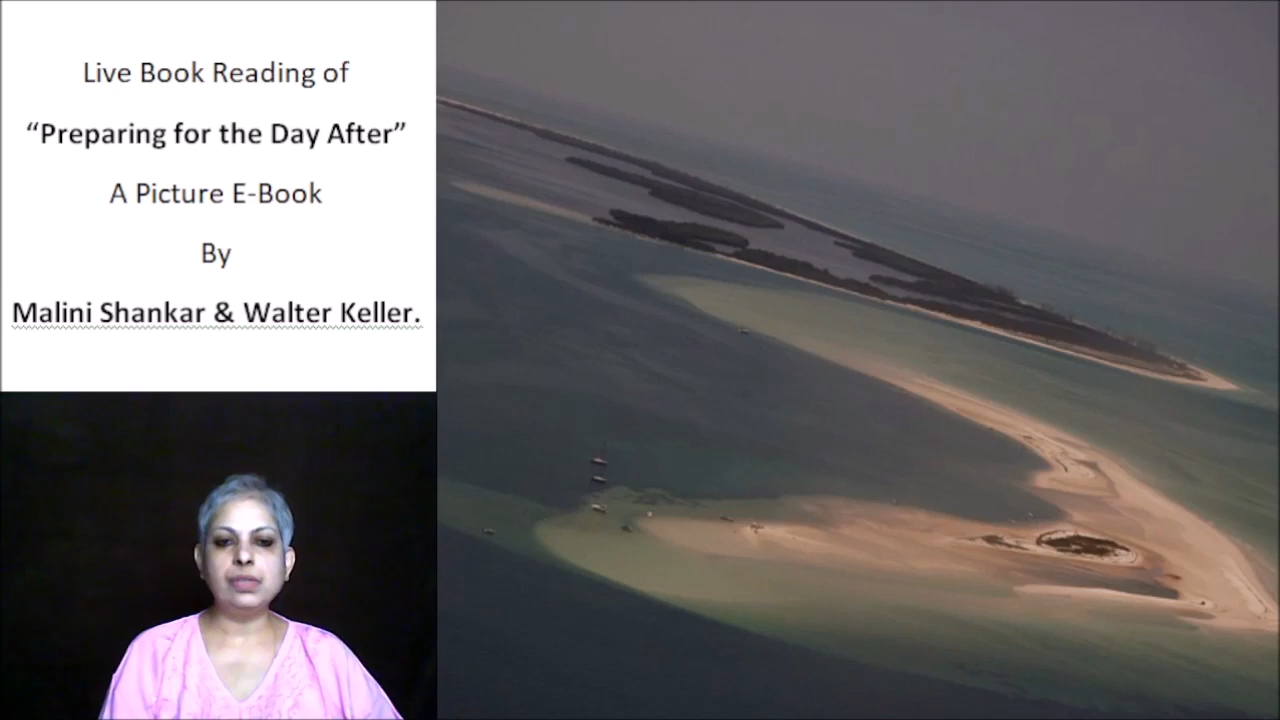 Live Book Reading of
“Preparing for the Day After”
A Picture E-Book
By
Malini Shankar & Walter Keller.